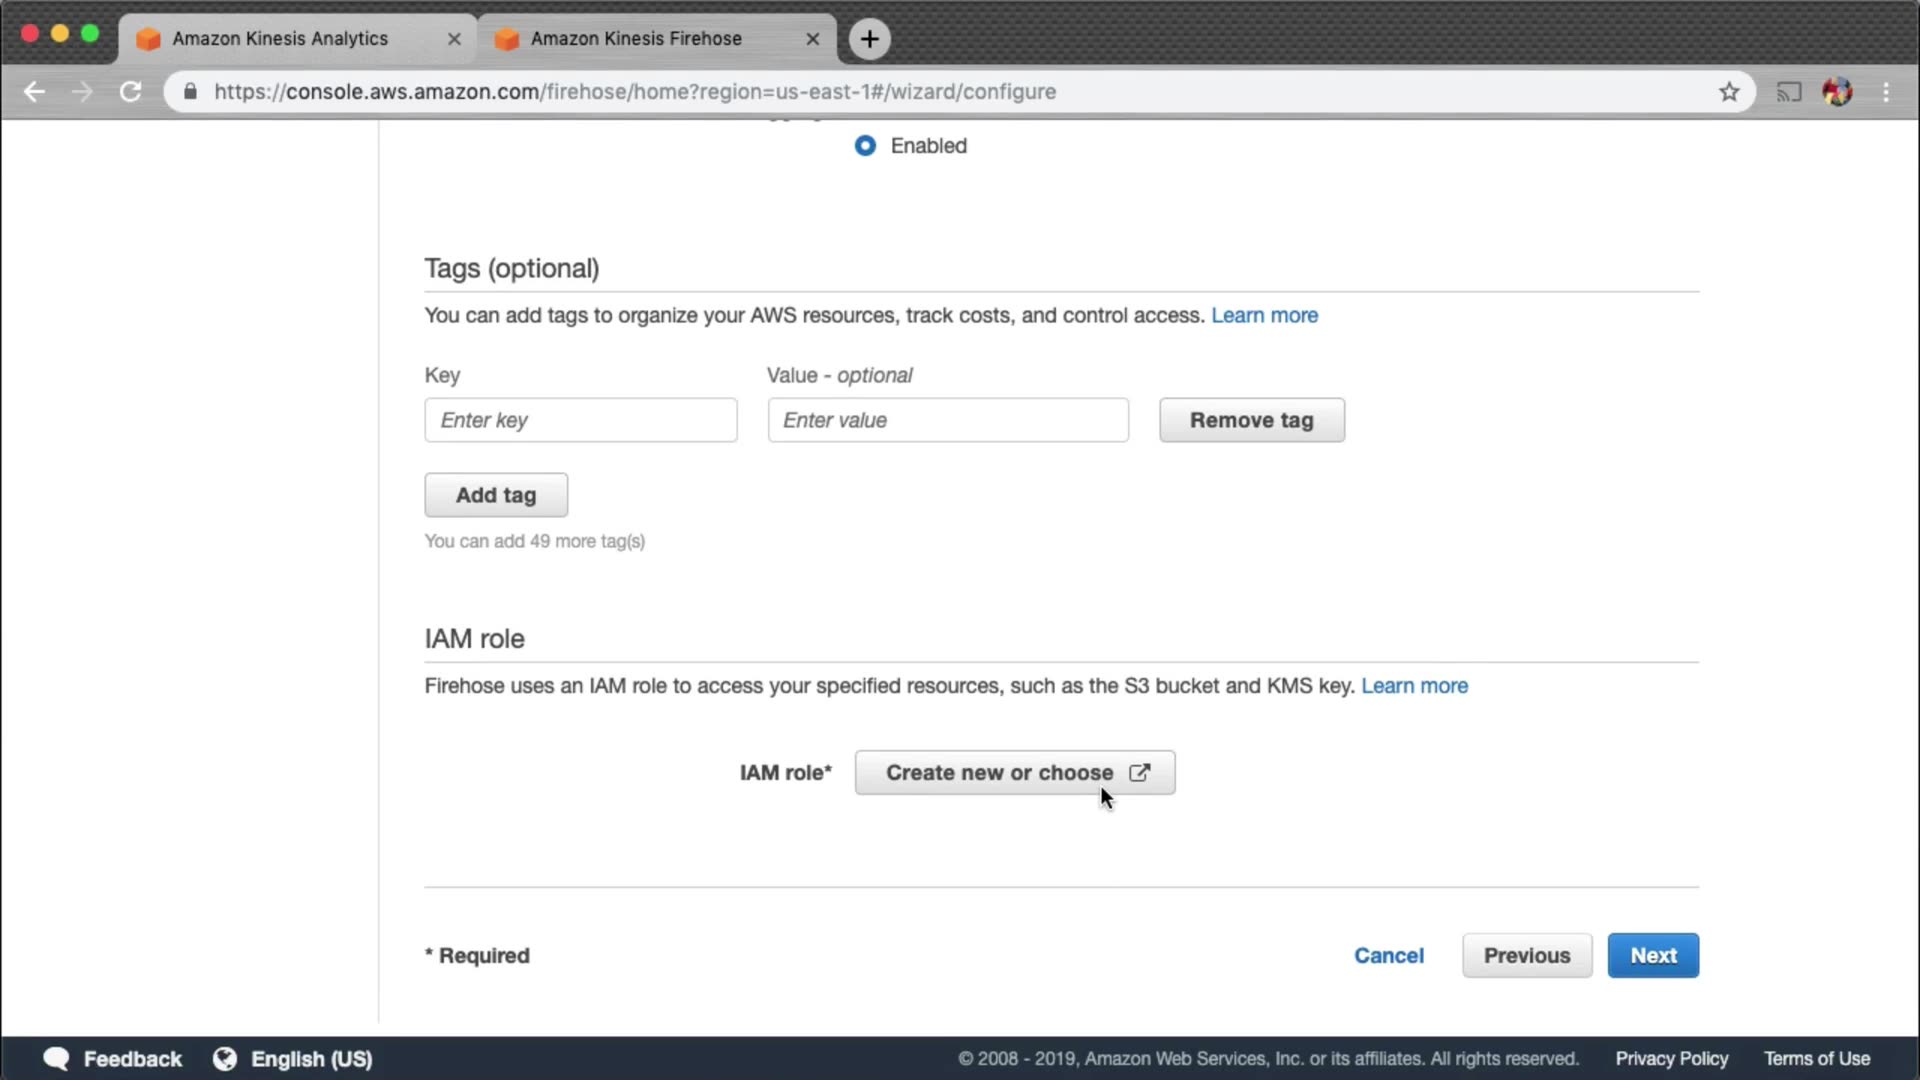 Amazon Kinesis Analytics
Amazon Kinesis Firehose
https://console.aws.amazon.com/firehose/home?region=us-east-1#/wizard/configure
Enabled
Tags (optional)
You can add tags to organize your AWS resources, track costs, and control access. Learn more
Key
Value - optional
Enter key
Enter value
Remove tag
Add tag
You can add 49 more tag(s)
IAM role
Firehose uses an IAM role to access your specified resources, such as the S3 bucket and KMS key. Learn more
IAM role*
Create new or choose
* Required
Cancel
Previous
Next
Feedback
English (US)
© 2008 - 2019, Amazon Web Services, Inc. or its affiliates. All rights reserved.
Privacy Policy
Terms of Use